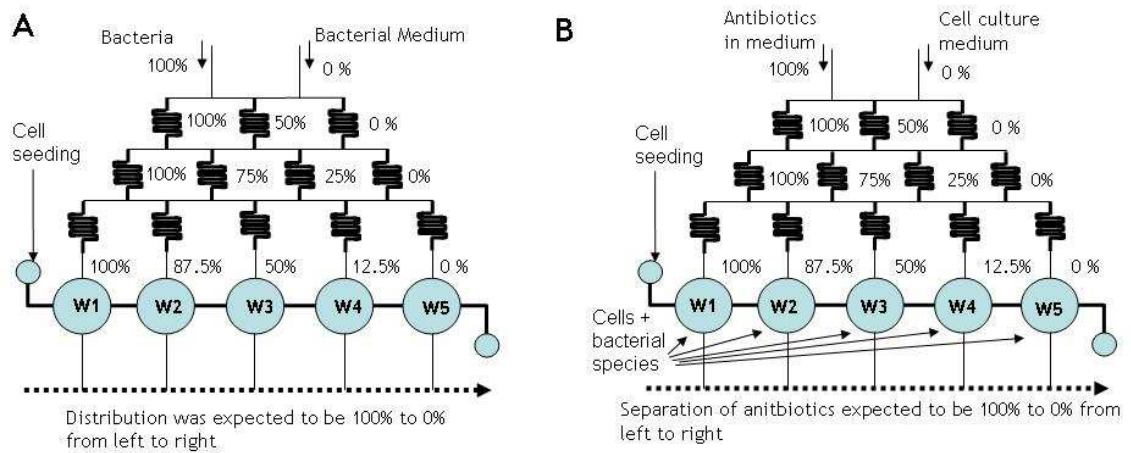 A
Bacteria
Bacterial Medium
100%
0 %
Cell
seeding
100%
50%
0 %
100%
75%
25%
0%
100%
87.5%
50%
12.5%
0 %
W1
W2
W3
W4
W5
Distribution was expected to be 100% to 0%
from left to right
B
Antibiotics
in medium
Cell culture
medium
100%
0 %
Cell
seeding
100%
50%
0 %
100%
75%
25%
0%
100%
87.5%
50%
12.5%
0 %
W1
W2
W3
W4
W5
Cells +
bacterial
species
Separation of anitbiotics expected to be 100% to 0% from
left to right